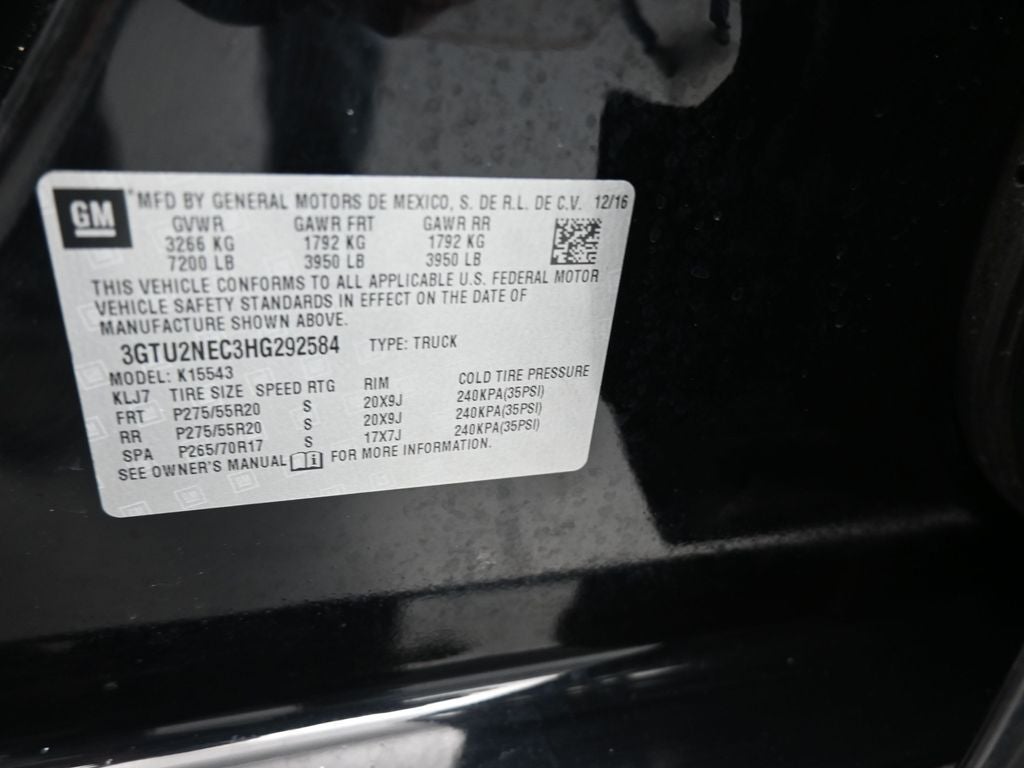 GM
MFD BY GENERAL MOTORS DE MEXICO, S. DE R.L. DE C.V. 12/16
GVWR GAWR FRT GAWR RR
3266 KG 1792 KG 1792 KG
7200 LB 3950 LB 3950 LB
THIS VEHICLE CONFORMS TO ALL APPLICABLE U.S. FEDERAL MOTOR
VEHICLE SAFETY STANDARDS IN EFFECT ON THE DATE OF
MANUFACTURE SHOWN ABOVE.
3GTU2NEC3HG292584 TYPE: TRUCK
MODEL: K15543
KLJ7 TIRE SIZE SPEED RTG RIM COLD TIRE PRESSURE
FRT P275/55R20 S 20X9J 240KPA(35PSI)
RR P275/55R20 S 20X9J 240KPA(35PSI)
SPA P265/70R17 S 17X7J 240KPA(35PSI)
SEE OWNER'S MANUAL i FOR MORE INFORMATION.